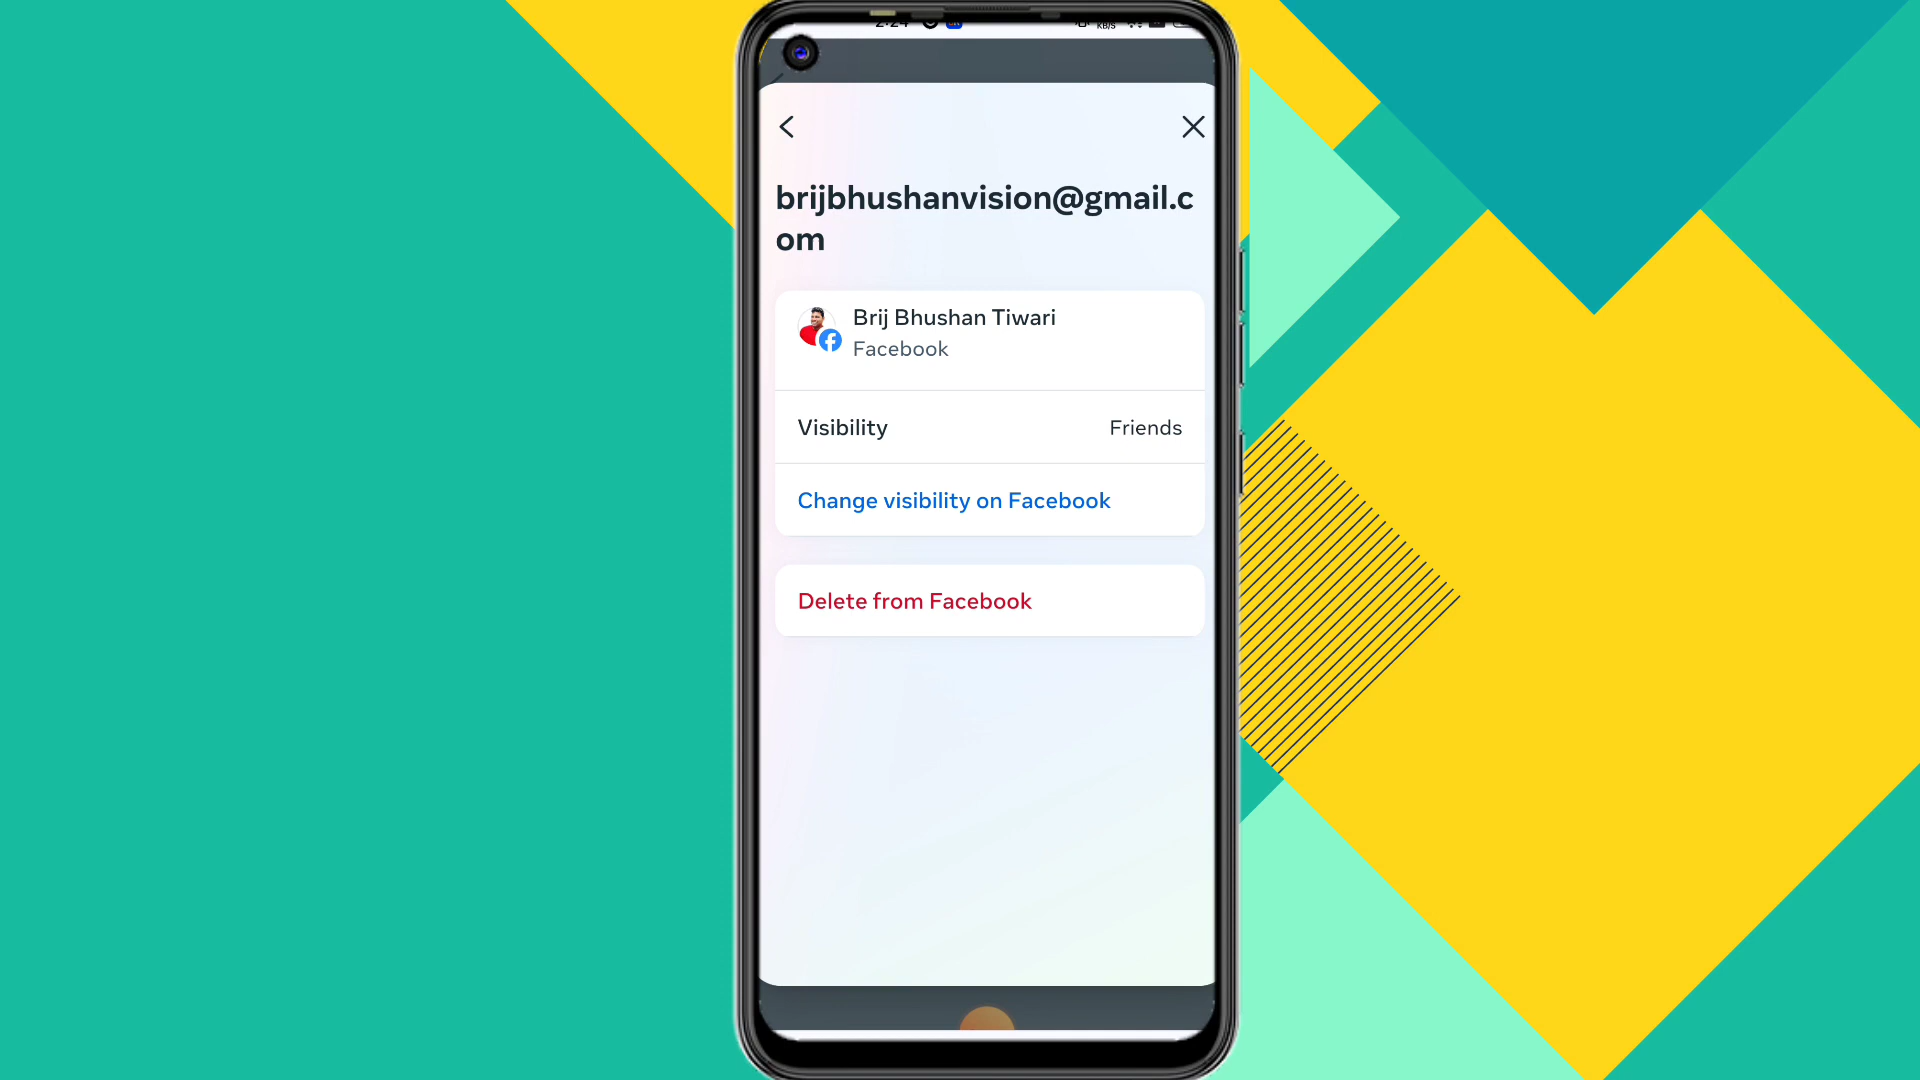 brijbhushanvision@gmail.c
om
Brij Bhushan Tiwari
Facebook
Visibility
Friends
Change visibility on Facebook
Delete from Facebook